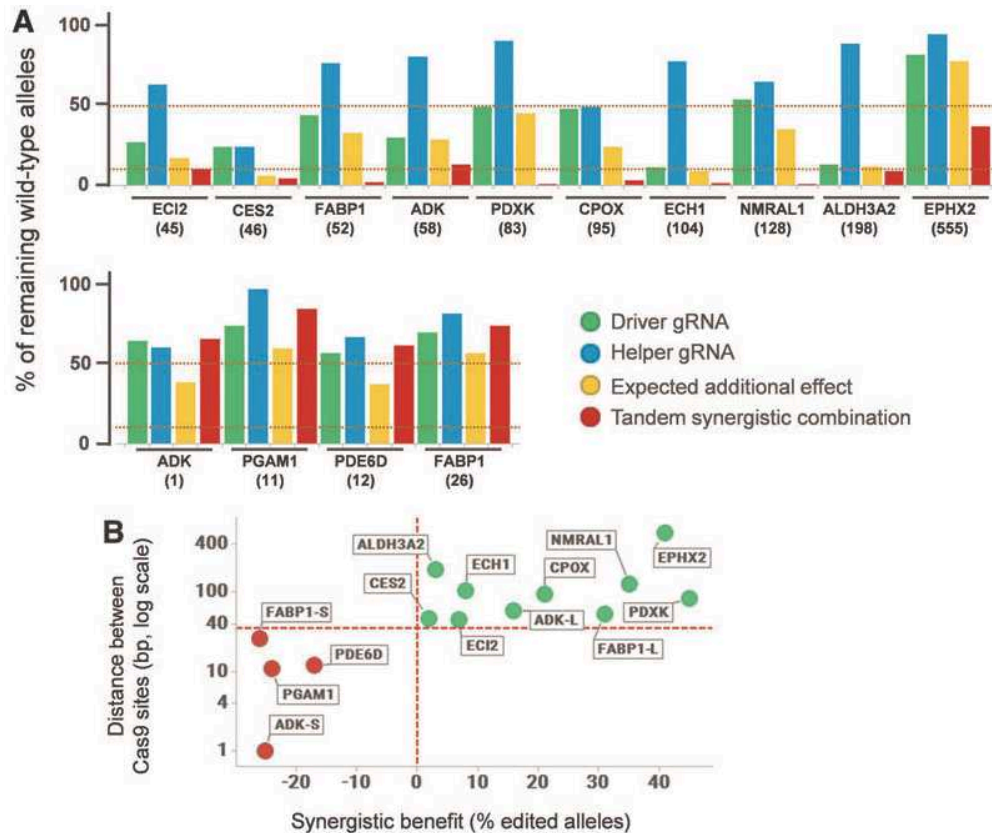 A
% of remaining wild-type alleles
100
50
0
ECI2 CES2 FABP1 ADK PDXK CPOX ECH1 NMRAL1 ALDH3A2 EPHX2
(45) (46) (52) (58) (83) (95) (104) (128) (198) (555)
100
50
0
ADK PGAM1 PDE6D FABP1
(1) (11) (12) (26)
Driver gRNA
Helper gRNA
Expected additional effect
Tandem synergistic combination
B
Distance between
Cas9 sites (bp, log scale)
400
100
40
10
4
1
ALDH3A2
NMRAL1
ECH1
CPOX
EPHX2
CES2
FABP1-S
ADK-L
PDXK
ECI2
FABP1-L
PDE6D
PGAM1
ADK-S
-20 -10 0 10 20 30 40
Synergistic benefit (% edited alleles)